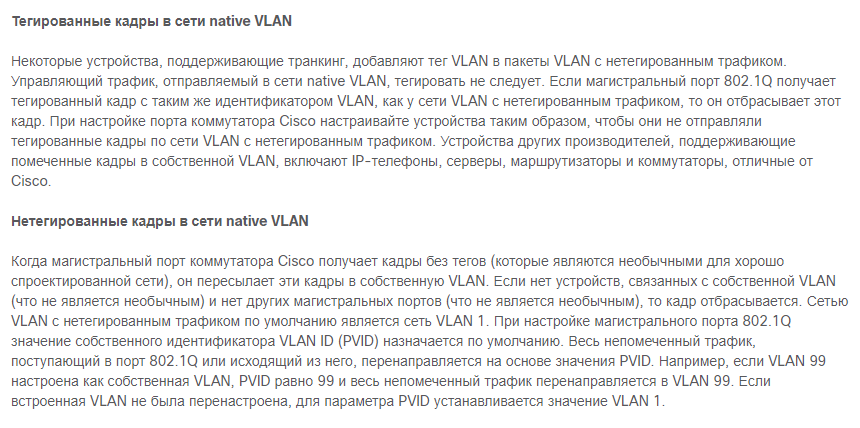 Тегированные кадры в сети native VLAN
Некоторые устройства, поддерживающие транкинг, добавляют тег VLAN в пакеты VLAN с нетегированным трафиком.
Управляющий трафик, отправляемый в сети native VLAN, тегировать не следует. Если магистральный порт 802.1Q получает
тегированный кадр с таким же идентификатором VLAN, как у сети VLAN с нетегированным трафиком, то он отбрасывает этот
кадр. При настройке порта коммутатора Cisco настраивайте устройства таким образом, чтобы они не отправляли
тегированные кадры по сети VLAN с нетегированным трафиком. Устройства других производителей, поддерживающие
помеченные кадры в собственной VLAN, включают IP-телефоны, серверы, маршрутизаторы и коммутаторы, отличные от
Cisco.
Нетегированные кадры в сети native VLAN
Когда магистральный порт коммутатора Cisco получает кадры без тегов (которые являются необычными для хорошо
спроектированной сети), он пересылает эти кадры в собственную VLAN. Если нет устройств, связанных с собственной VLAN
(что не является необычным) и нет других магистральных портов (что не является необычным), то кадр отбрасывается. Сетью
VLAN с нетегированным трафиком по умолчанию является сеть VLAN 1. При настройке магистрального порта 802.1Q
значение собственного идентификатора VLAN ID (PVID) назначается по умолчанию. Весь непомеченный трафик,
поступающий в порт 802.1Q или исходящий из него, перенаправляется на основе значения PVID. Например, если VLAN 99
настроена как собственная VLAN, PVID равно 99 и весь непомеченный трафик перенаправляется в VLAN 99. Если
встроенная VLAN не была перенастроена, для параметра PVID устанавливается значение VLAN 1.